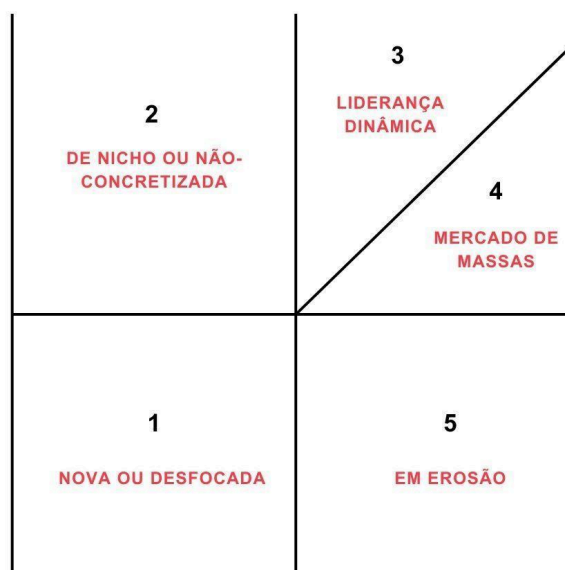 2
DE NICHO OU NÃO-
CONCRETIZADA
3
LIDERANÇA
DINÂMICA
4
MERCADO DE
MASSAS
1
NOVA OU DESFOCADA
5
EM EROSÃO